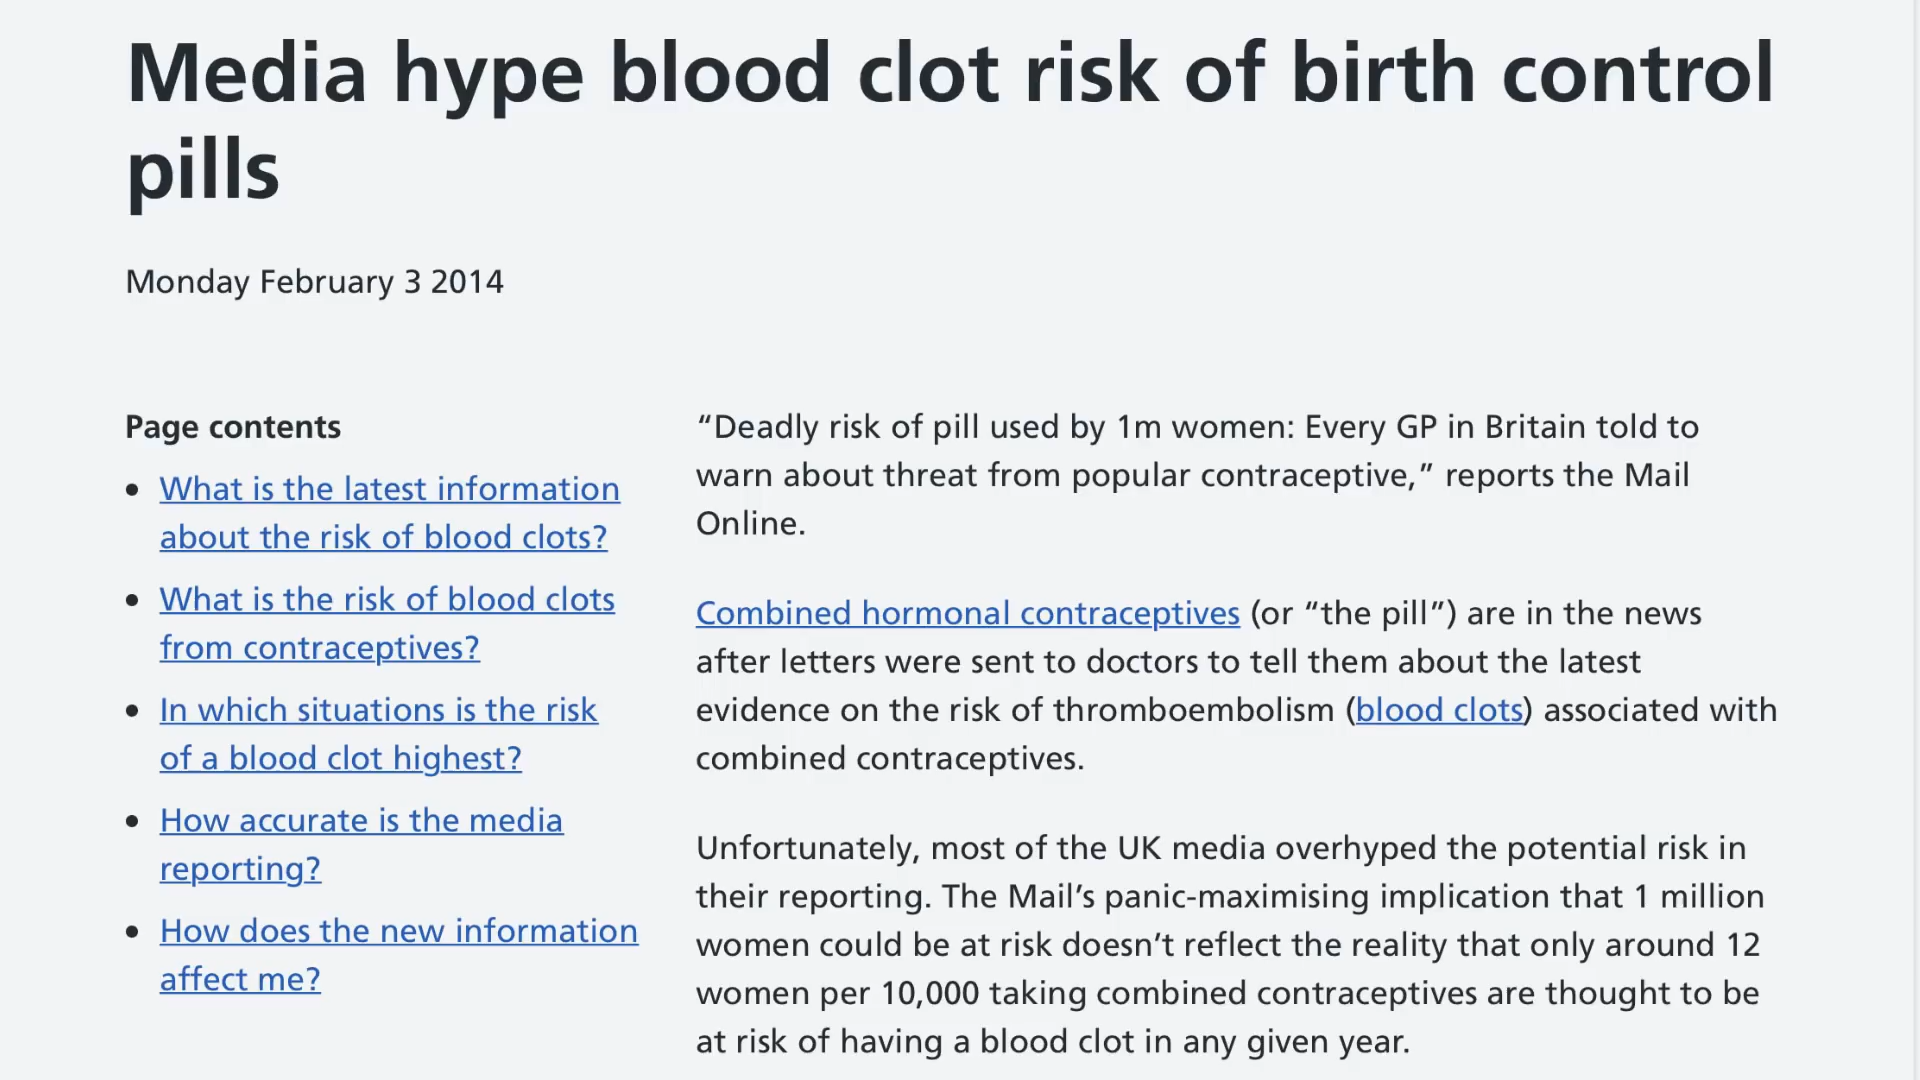 Media hype blood clot risk of birth control
pills
Monday February 3 2014
Page contents
What is the latest information
about the risk of blood clots?
What is the risk of blood clots
from contraceptives?
In which situations is the risk
of a blood clot highest?
How accurate is the media
reporting?
How does the new information
affect me?
“Deadly risk of pill used by 1m women: Every GP in Britain told to
warn about threat from popular contraceptive,” reports the Mail
Online.
Combined hormonal contraceptives (or “the pill”) are in the news
after letters were sent to doctors to tell them about the latest
evidence on the risk of thromboembolism (blood clots) associated with
combined contraceptives.
Unfortunately, most of the UK media overhyped the potential risk in
their reporting. The Mail’s panic-maximising implication that 1 million
women could be at risk doesn’t reflect the reality that only around 12
women per 10,000 taking combined contraceptives are thought to be
at risk of having a blood clot in any given year.